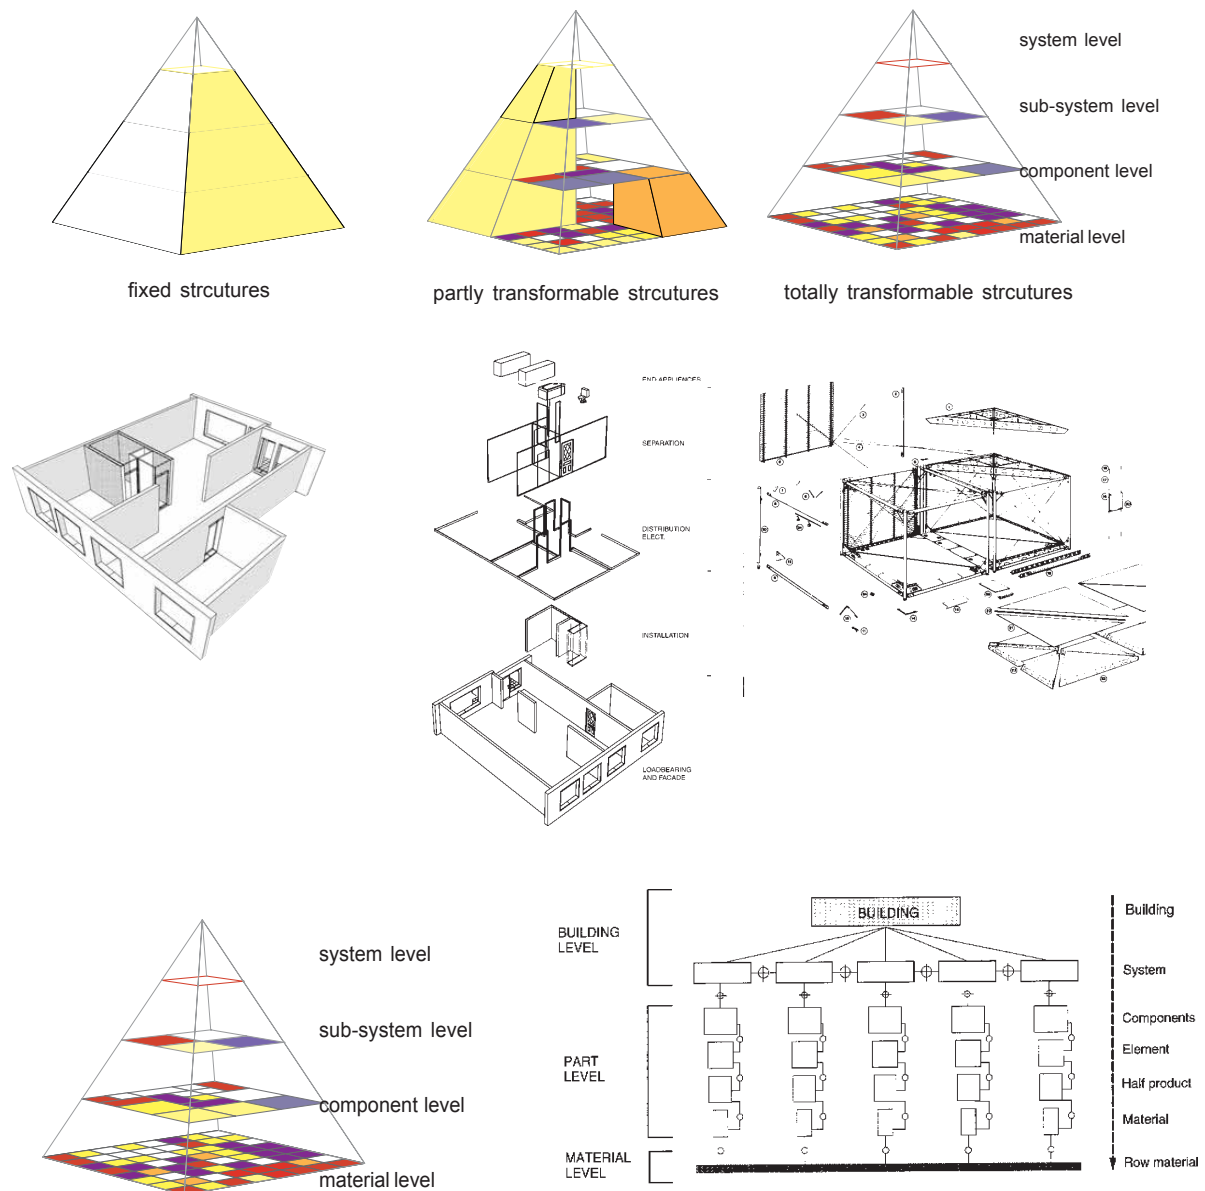 system level
sub-system level
component level
material level
fixed strcutures
partly transformable strcutures
totally transformable strcutures
END APPLIENCES
SEPARATION
DISTRIBUTION
ELECT.
INSTALLATION
LOADBEARING
AND FACADE
system level
sub-system level
component level
material level
BUILDING
LEVEL
PART
LEVEL
MATERIAL
LEVEL
BUILDING
Building
System
Components
Element
Half product
Material
Row material